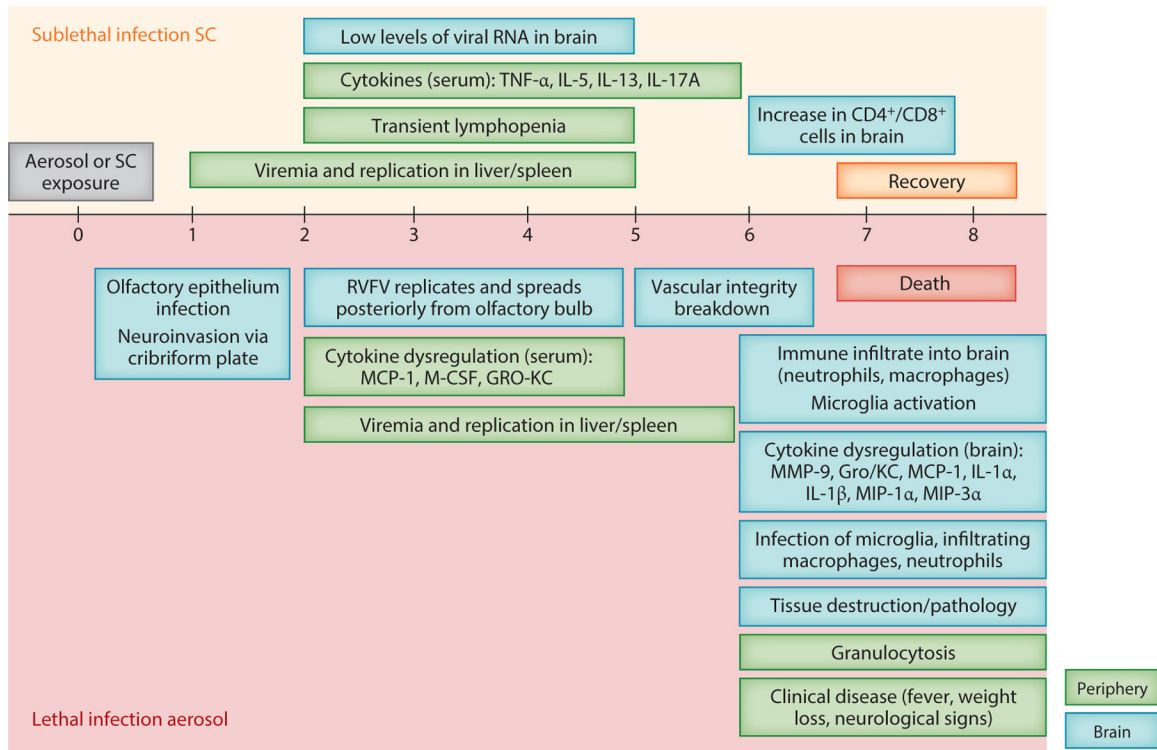 Sublethal infection SC
Low levels of viral RNA in brain
Cytokines (serum): TNF-α, IL-5, IL-13, IL-17A
Transient lymphopenia
Increase in CD4⁺/CD8⁺
cells in brain
Aerosol or SC
exposure
Viremia and replication in liver/spleen
Recovery
0 1 2 3 4 5 6 7 8
Olfactory epithelium
infection
Neuroinvasion via
cribriform plate
RVFV replicates and spreads
posteriorly from olfactory bulb
Vascular integrity
breakdown
Death
Cytokine dysregulation (serum):
MCP-1, M-CSF, GRO-KC
Viremia and replication in liver/spleen
Immune infiltrate into brain
(neutrophils, macrophages)
Microglia activation
Cytokine dysregulation (brain):
MMP-9, Gro/KC, MCP-1, IL-1α,
IL-1β, MIP-1α, MIP-3α
Infection of microglia, infiltrating
macrophages, neutrophils
Tissue destruction/pathology
Granulocytosis
Clinical disease (fever, weight
loss, neurological signs)
Lethal infection aerosol
Periphery
Brain